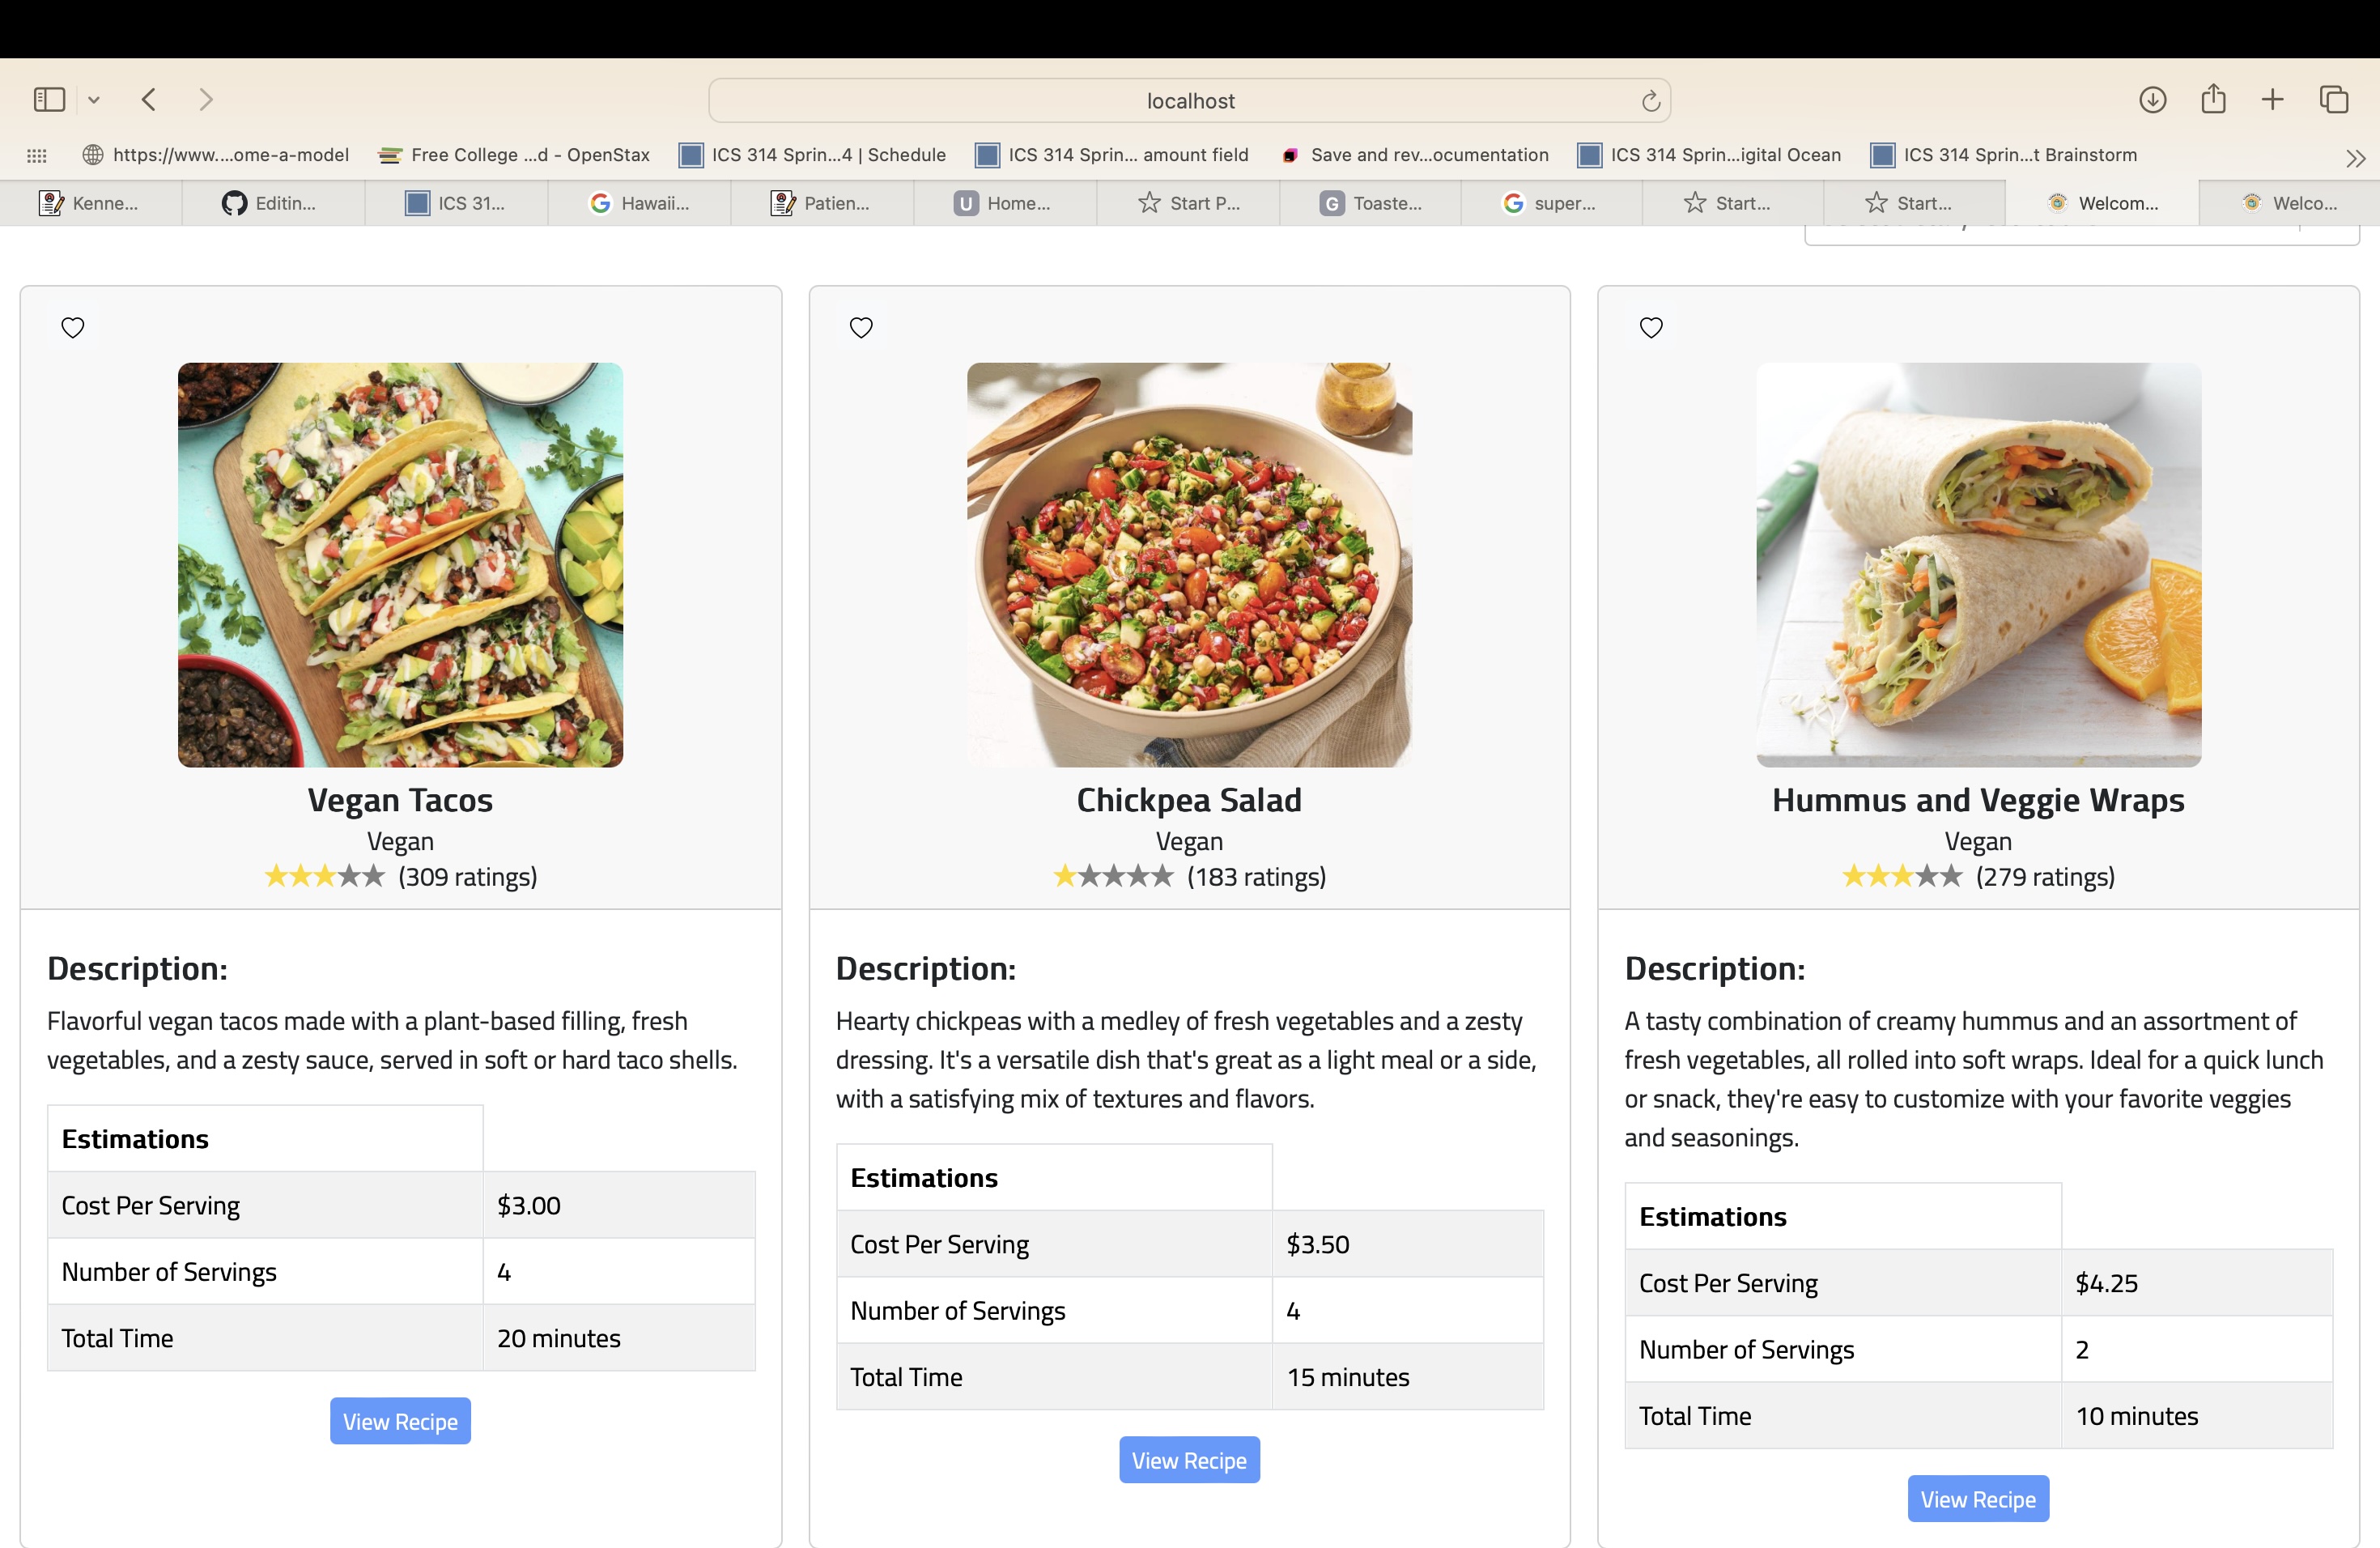 localhost
https://www....ome-a-model
Free College ...d - OpenStax
ICS 314 Sprin...4 | Schedule
ICS 314 Sprin... amount field
Save and rev...ocumentation
ICS 314 Sprin...igital Ocean
ICS 314 Sprin...t Brainstorm
Kenne...
Editin...
ICS 31...
Hawaii...
Patien...
U Home...
Start P...
G Toaste...
super...
Start...
Start...
Welcom...
Welco...
Vegan Tacos
Vegan
(309 ratings)
Description:
Flavorful vegan tacos made with a plant-based filling, fresh
vegetables, and a zesty sauce, served in soft or hard taco shells.
Estimations
Cost Per Serving $3.00
Number of Servings 4
Total Time 20 minutes
View Recipe
Chickpea Salad
Vegan
(183 ratings)
Description:
Hearty chickpeas with a medley of fresh vegetables and a zesty
dressing. It's a versatile dish that's great as a light meal or a side,
with a satisfying mix of textures and flavors.
Estimations
Cost Per Serving $3.50
Number of Servings 4
Total Time 15 minutes
View Recipe
Hummus and Veggie Wraps
Vegan
(279 ratings)
Description:
A tasty combination of creamy hummus and an assortment of
fresh vegetables, all rolled into soft wraps. Ideal for a quick lunch
or snack, they're easy to customize with your favorite veggies
and seasonings.
Estimations
Cost Per Serving $4.25
Number of Servings 2
Total Time 10 minutes
View Recipe